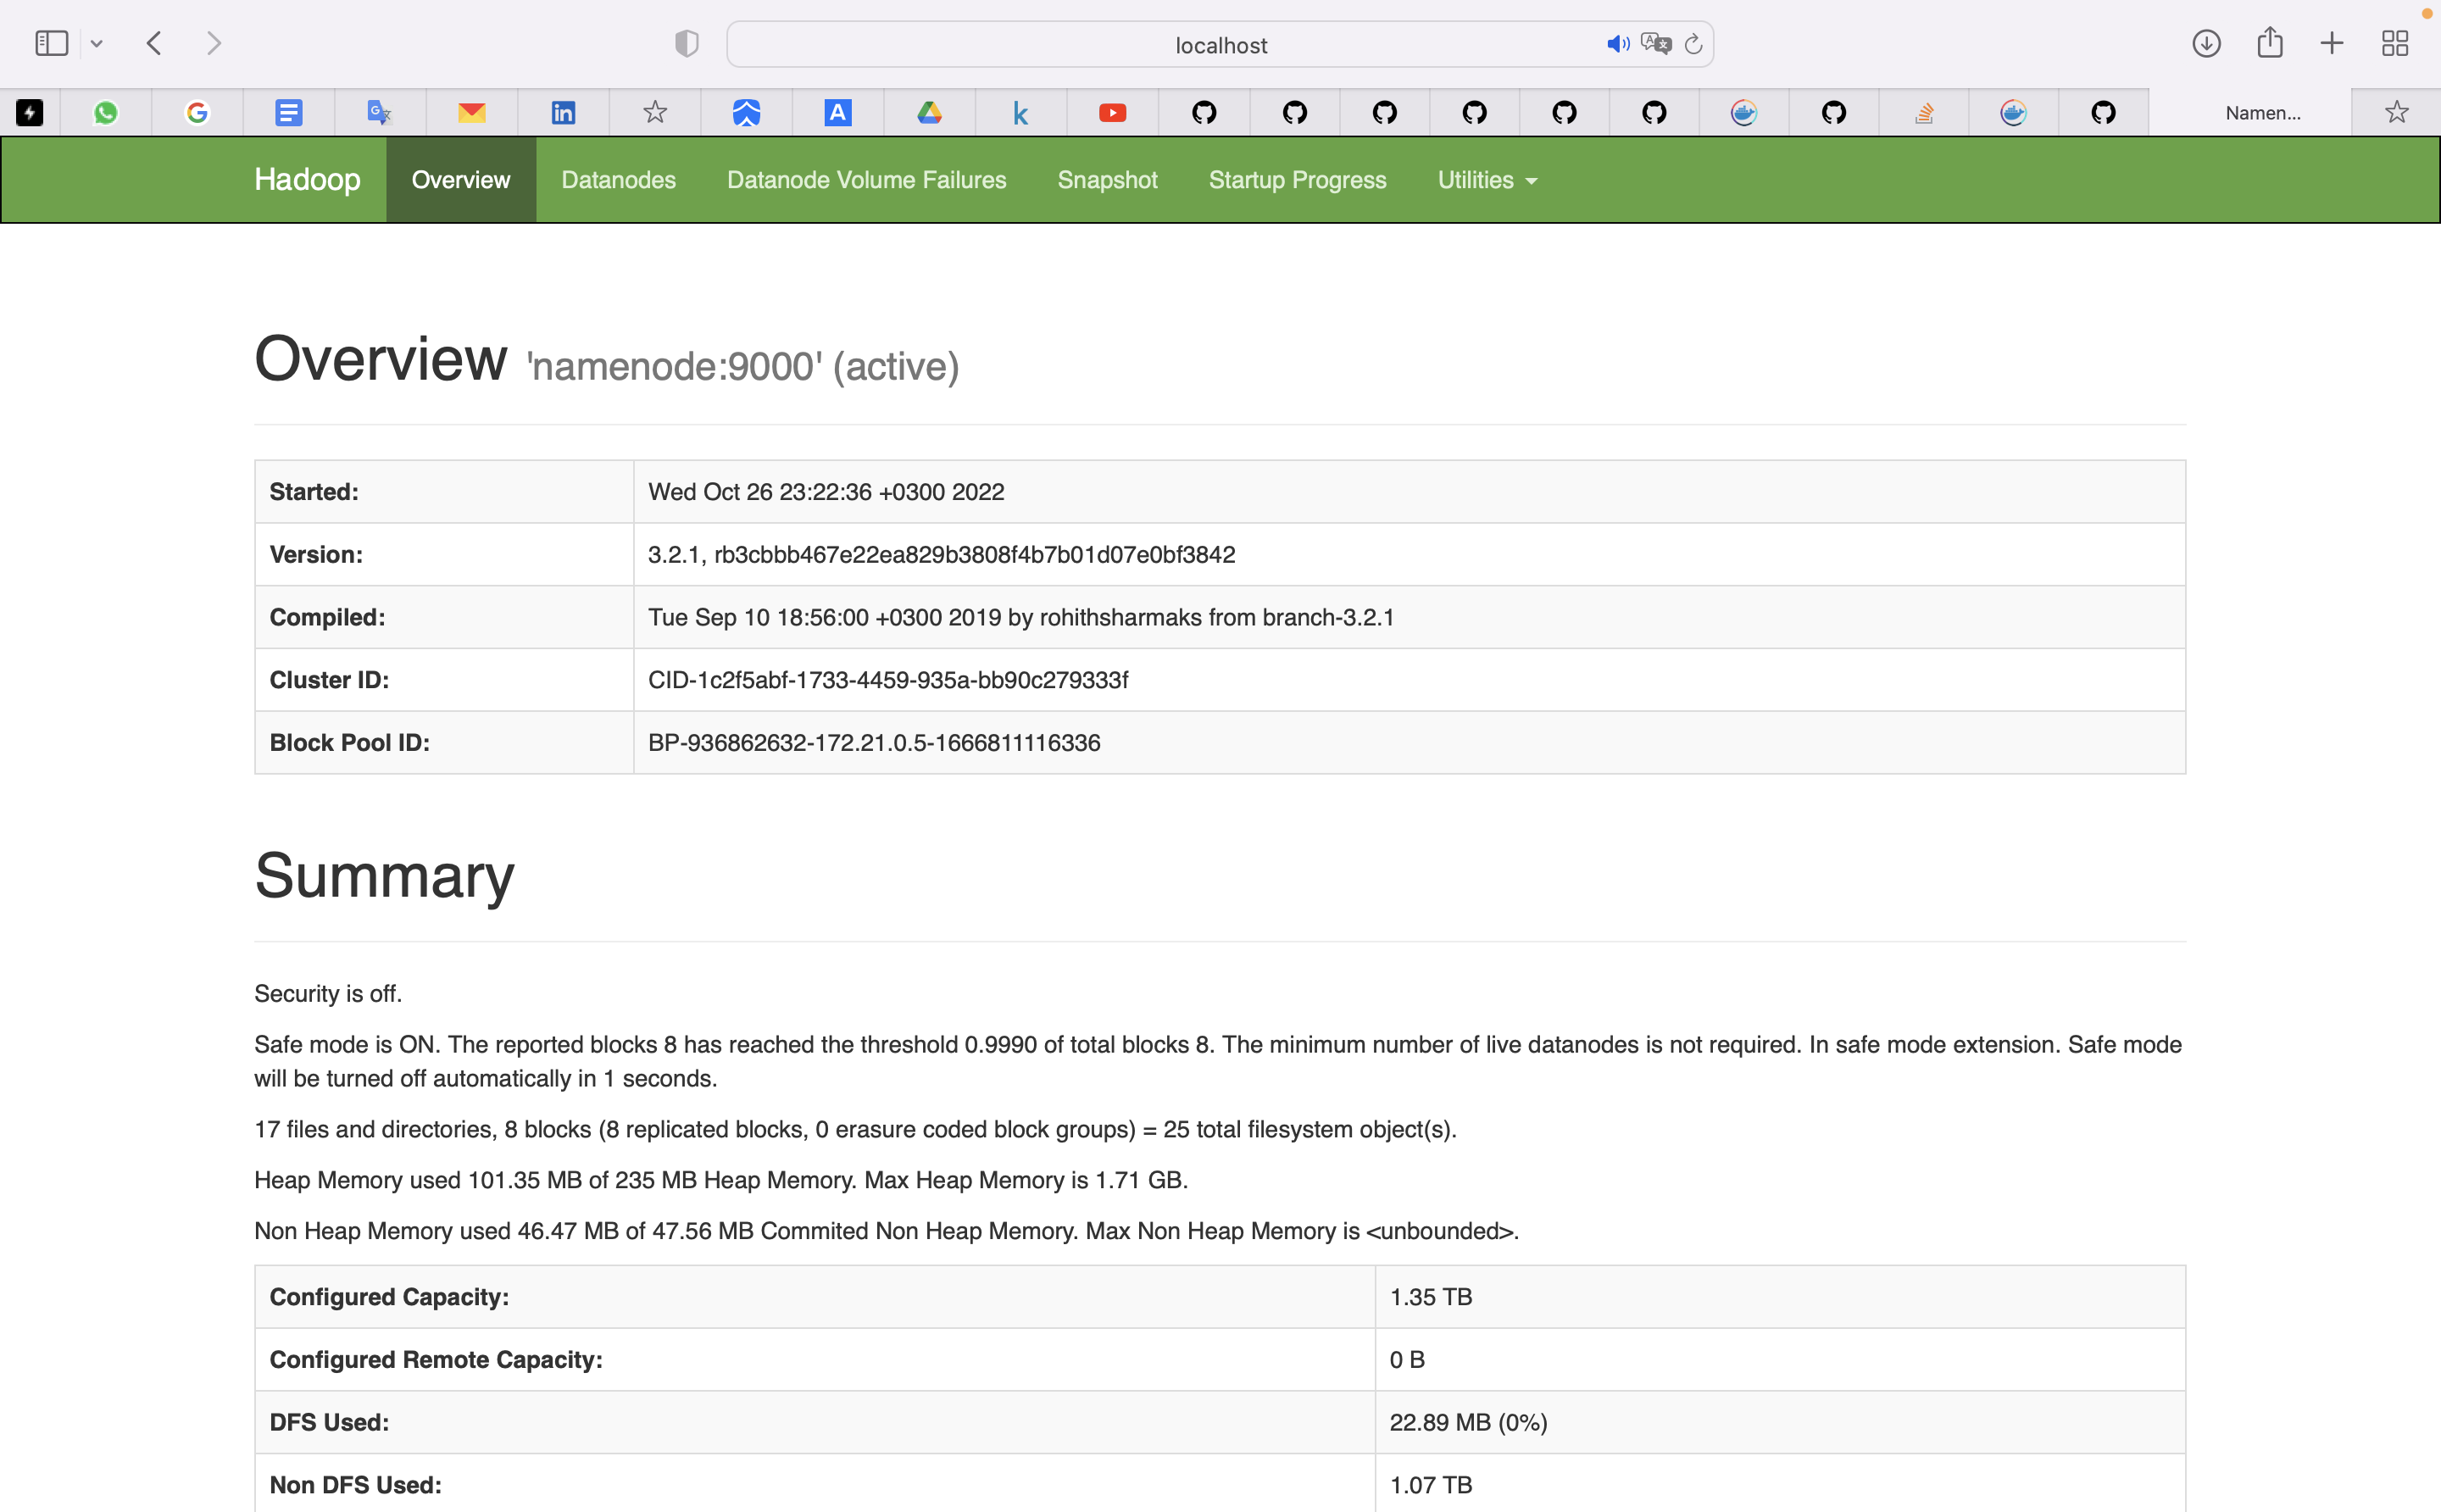 localhost
Namen...
Hadoop Overview Datanodes Datanode Volume Failures Snapshot Startup Progress Utilities
Overview 'namenode:9000' (active)
Started: Wed Oct 26 23:22:36 +0300 2022
Version: 3.2.1, rb3cbbb467e22ea829b3808f4b7b01d07e0bf3842
Compiled: Tue Sep 10 18:56:00 +0300 2019 by rohithsharmaks from branch-3.2.1
Cluster ID: CID-1c2f5abf-1733-4459-935a-bb90c279333f
Block Pool ID: BP-936862632-172.21.0.5-1666811116336
Summary
Security is off.
Safe mode is ON. The reported blocks 8 has reached the threshold 0.9990 of total blocks 8. The minimum number of live datanodes is not required. In safe mode extension. Safe mode
will be turned off automatically in 1 seconds.
17 files and directories, 8 blocks (8 replicated blocks, 0 erasure coded block groups) = 25 total filesystem object(s).
Heap Memory used 101.35 MB of 235 MB Heap Memory. Max Heap Memory is 1.71 GB.
Non Heap Memory used 46.47 MB of 47.56 MB Commited Non Heap Memory. Max Non Heap Memory is <unbounded>.
Configured Capacity: 1.35 TB
Configured Remote Capacity: 0 B
DFS Used: 22.89 MB (0%)
Non DFS Used: 1.07 TB